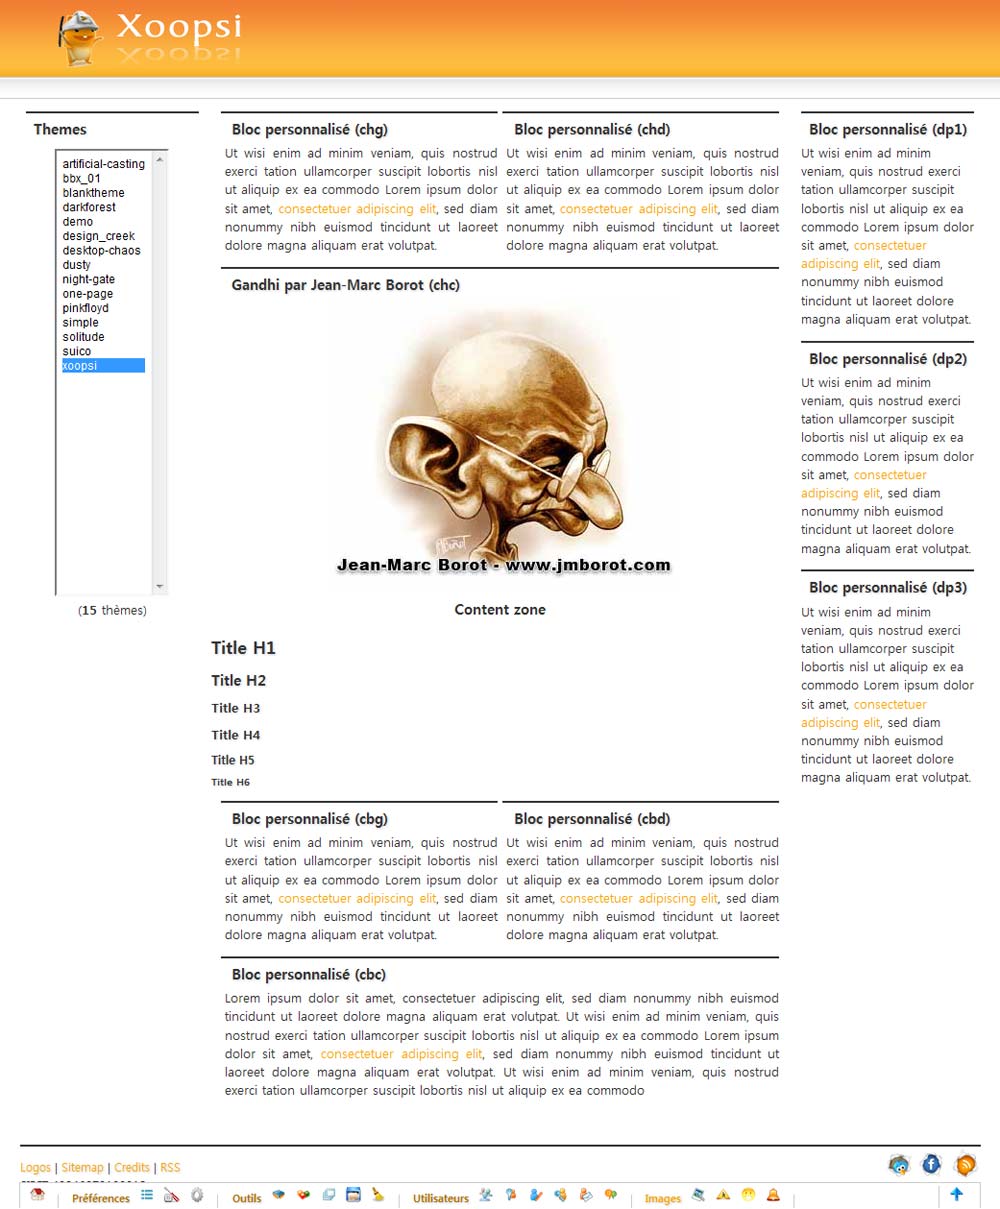 Xoopsi
Themes
artificial-casting
bbx_01
blanktheme
darkforest
demo
design_creek
desktop-chaos
dusty
night-gate
one-page
pinkfloyd
simple
solitude
suico
xoopsi
(15 thèmes)
Bloc personnalisé (chg)
Ut wisi enim ad minim veniam, quis nostrud
exerci tation ullamcorper suscipit lobortis nisl
ut aliquip ex ea commodo Lorem ipsum dolor
sit amet, consectetuer adipiscing elit, sed diam
nonummy nibh euismod tincidunt ut laoreet
dolore magna aliquam erat volutpat.
Bloc personnalisé (chd)
Ut wisi enim ad minim veniam, quis nostrud
exerci tation ullamcorper suscipit lobortis nisl
ut aliquip ex ea commodo Lorem ipsum dolor
sit amet, consectetuer adipiscing elit, sed diam
nonummy nibh euismod tincidunt ut laoreet
dolore magna aliquam erat volutpat.
Gandhi par Jean-Marc Borot (chc)
Jean-Marc Borot - www.jmborot.com
Content zone
Title H1
Title H2
Title H3
Title H4
Title H5
Title H6
Bloc personnalisé (cbg)
Ut wisi enim ad minim veniam, quis nostrud
exerci tation ullamcorper suscipit lobortis nisl
ut aliquip ex ea commodo Lorem ipsum dolor
sit amet, consectetuer adipiscing elit, sed diam
nonummy nibh euismod tincidunt ut laoreet
dolore magna aliquam erat volutpat.
Bloc personnalisé (cbd)
Ut wisi enim ad minim veniam, quis nostrud
exerci tation ullamcorper suscipit lobortis nisl
ut aliquip ex ea commodo Lorem ipsum dolor
sit amet, consectetuer adipiscing elit, sed diam
nonummy nibh euismod tincidunt ut laoreet
dolore magna aliquam erat volutpat.
Bloc personnalisé (cbc)
Lorem ipsum dolor sit amet, consectetuer adipiscing elit, sed diam nonummy nibh euismod
tincidunt ut laoreet dolore magna aliquam erat volutpat. Ut wisi enim ad minim veniam, quis
nostrud exerci tation ullamcorper suscipit lobortis nisl ut aliquip ex ea commodo Lorem ipsum
dolor sit amet, consectetuer adipiscing elit, sed diam nonummy nibh euismod tincidunt ut
laoreet dolore magna aliquam erat volutpat. Ut wisi enim ad minim veniam, quis nostrud
exerci tation ullamcorper suscipit lobortis nisl ut aliquip ex ea commodo
Bloc personnalisé (dp1)
Ut wisi enim ad minim
veniam, quis nostrud exerci
tation ullamcorper suscipit
lobortis nisl ut aliquip ex ea
commodo Lorem ipsum dolor
sit amet, consectetuer
adipiscing elit, sed diam
nonummy nibh euismod
tincidunt ut laoreet dolore
magna aliquam erat volutpat.
Bloc personnalisé (dp2)
Ut wisi enim ad minim
veniam, quis nostrud exerci
tation ullamcorper suscipit
lobortis nisl ut aliquip ex ea
commodo Lorem ipsum dolor
sit amet, consectetuer
adipiscing elit, sed diam
nonummy nibh euismod
tincidunt ut laoreet dolore
magna aliquam erat volutpat.
Bloc personnalisé (dp3)
Ut wisi enim ad minim
veniam, quis nostrud exerci
tation ullamcorper suscipit
lobortis nisl ut aliquip ex ea
commodo Lorem ipsum dolor
sit amet, consectetuer
adipiscing elit, sed diam
nonummy nibh euismod
tincidunt ut laoreet dolore
magna aliquam erat volutpat.
Logos | Sitemap | Credits | RSS
Préférences
Outils
Utilisateurs
Images